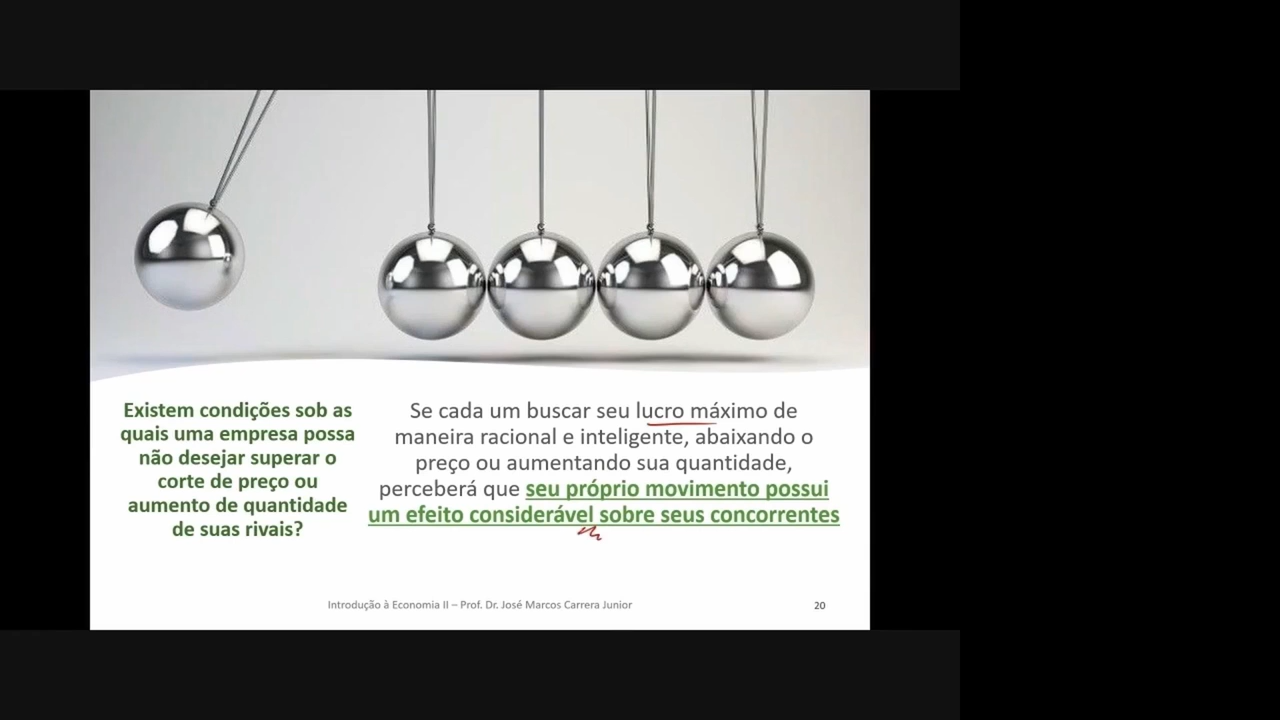 Existem condições sob as
quais uma empresa possa
não desejar superar o
corte de preço ou
aumento de quantidade
de suas rivais?
Se cada um buscar seu lucro máximo de
maneira racional e inteligente, abaixando o
preço ou aumentando sua quantidade,
perceberá que seu próprio movimento possui
um efeito considerável sobre seus concorrentes
Introdução à Economia II – Prof. Dr. José Marcos Carrera Junior
20